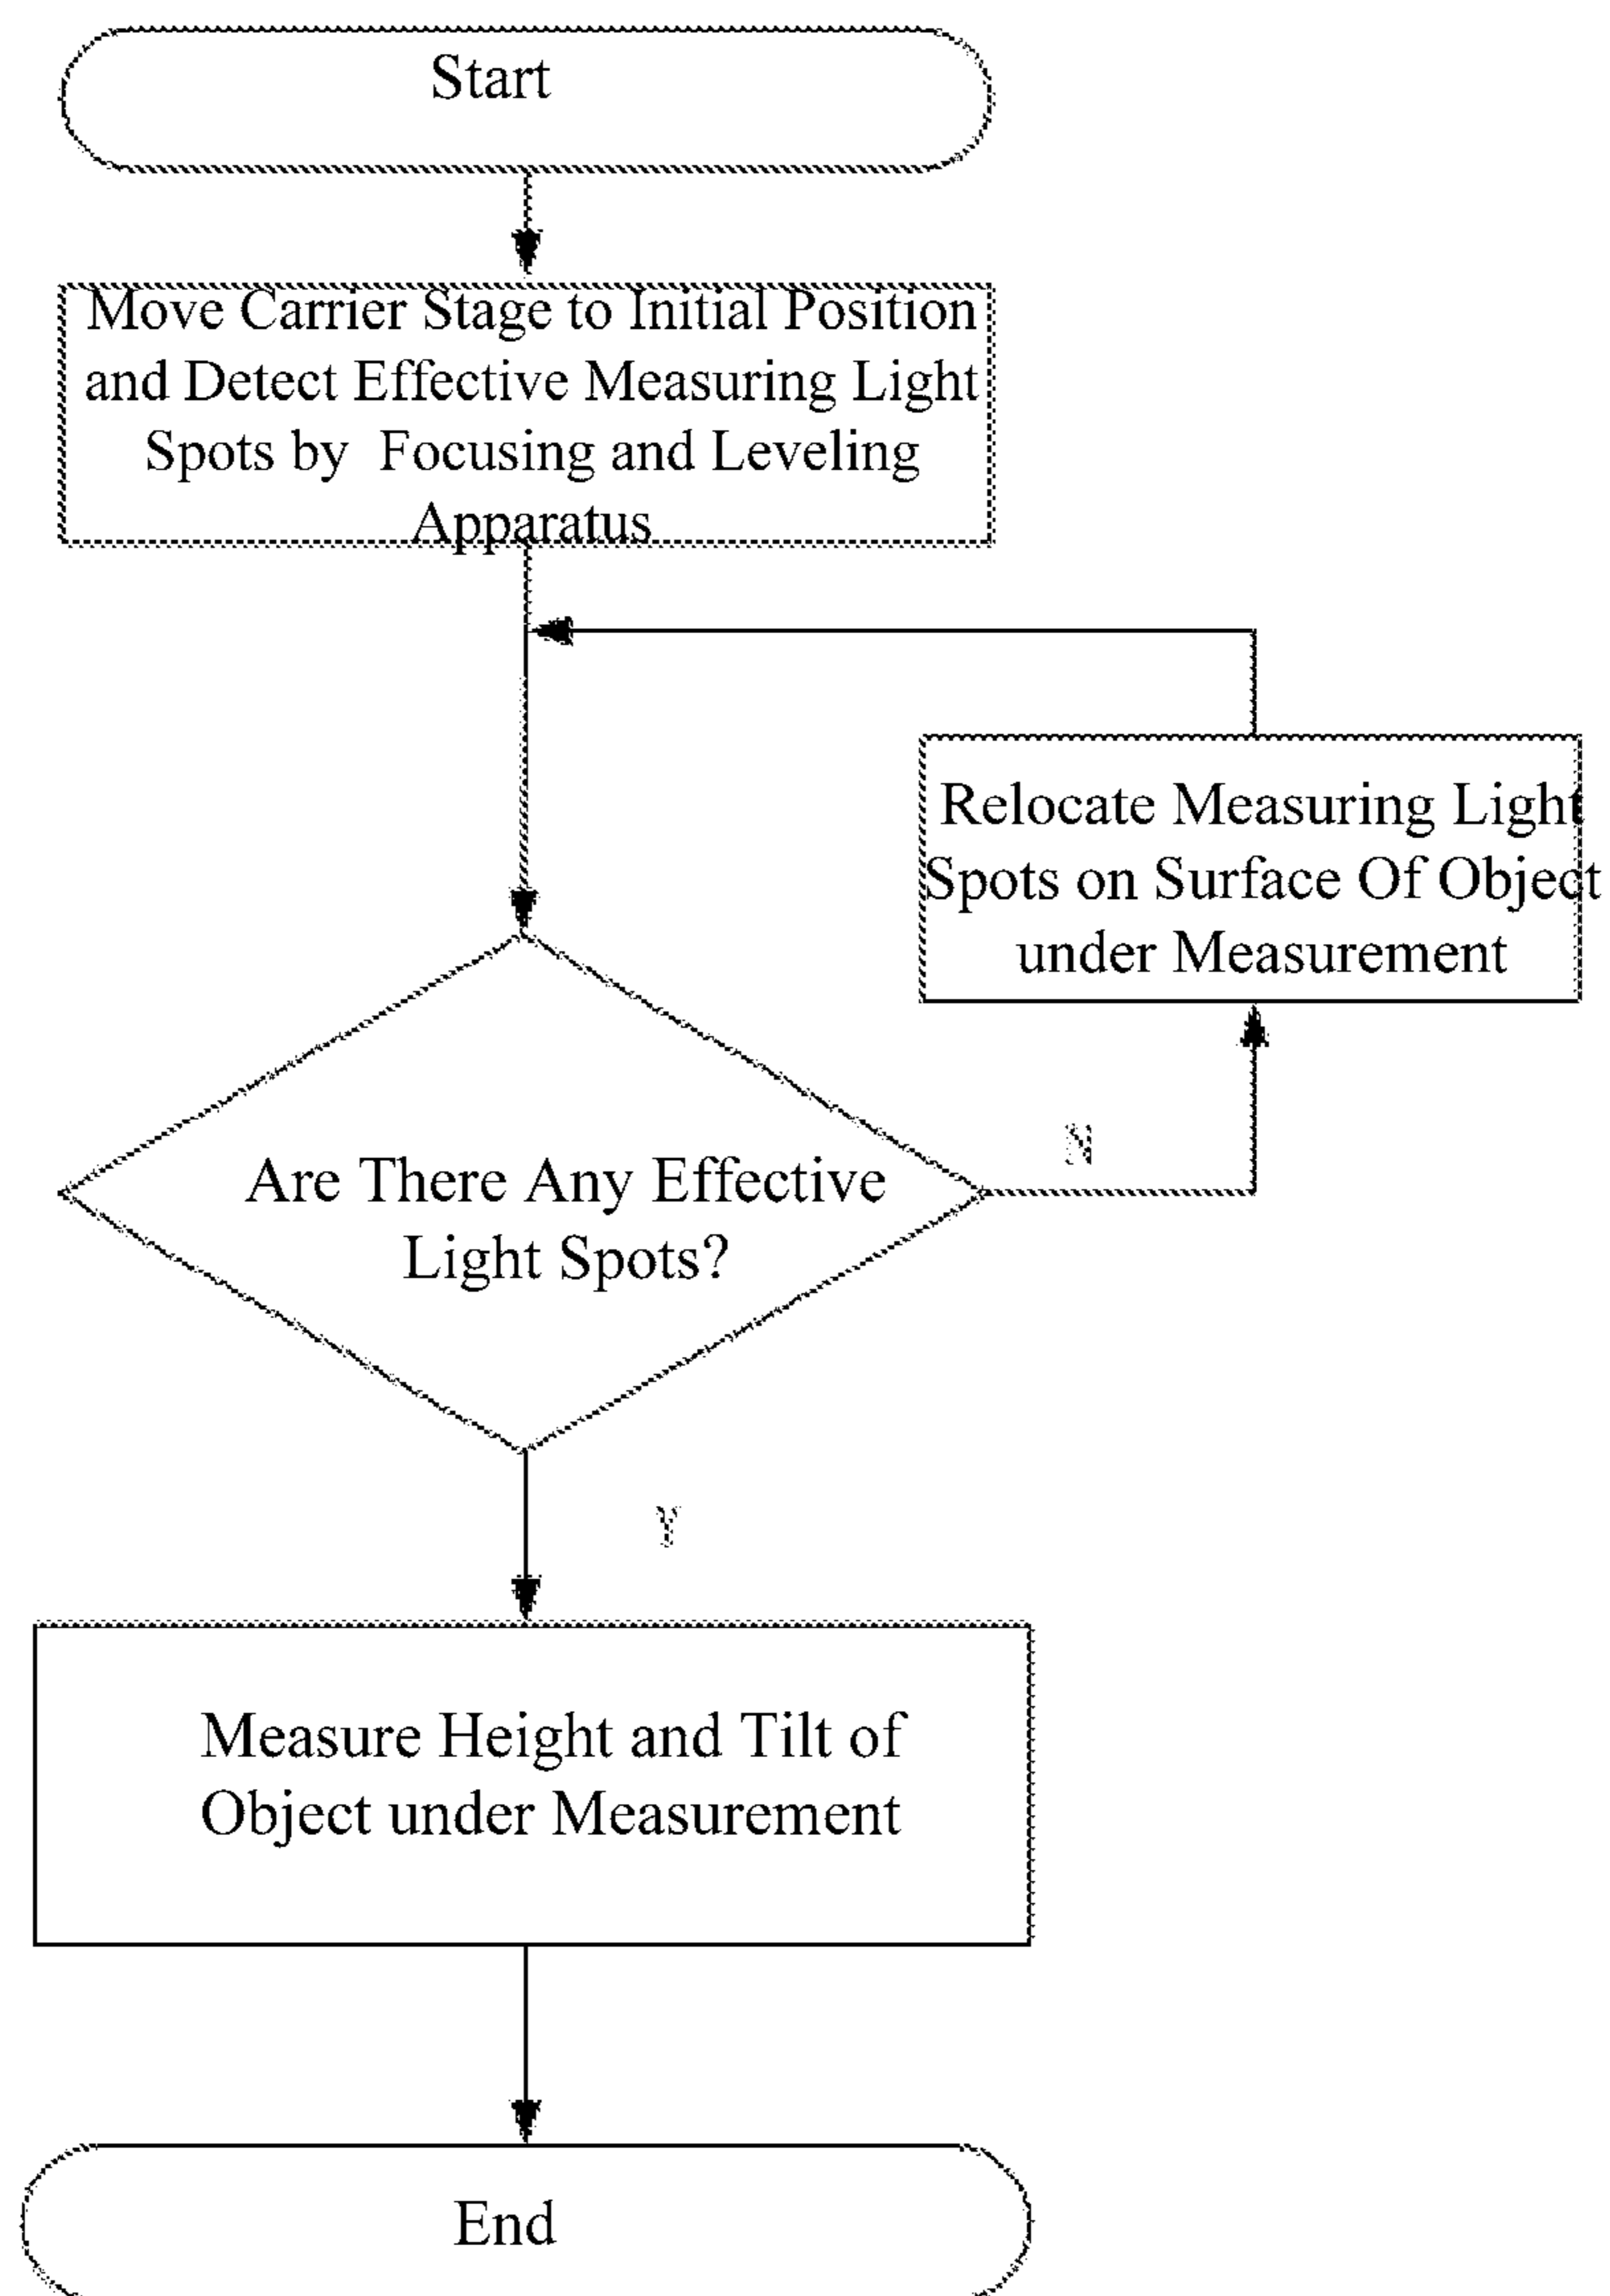 Start
Move Carrier Stage to Initial Position
and Detect Effective Measuring Light
Spots by Focusing and Leveling
Apparatus
Relocate Measuring Light
Spots on Surface Of Object
under Measurement
Are There Any Effective
Light Spots?
N
Y
Measure Height and Tilt of
Object under Measurement
End